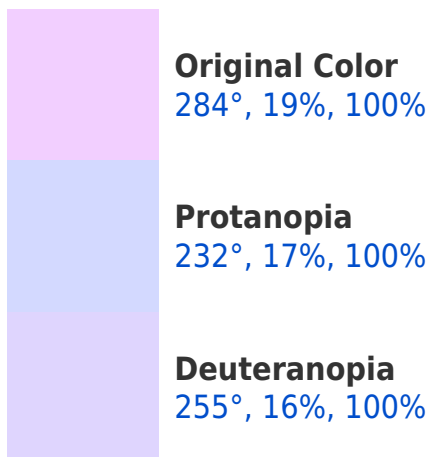 Original Color
284°, 19%, 100%
Protanopia
232°, 17%, 100%
Deuteranopia
255°, 16%, 100%